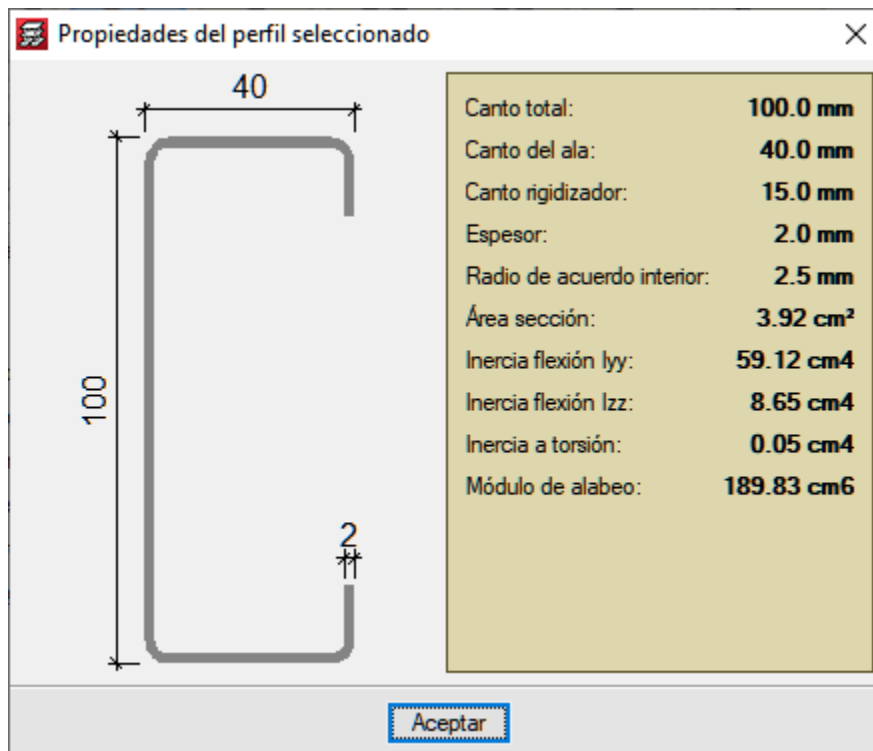 Propiedades del perfil seleccionado
40
100
2
Canto total: 100.0 mm
Canto del ala: 40.0 mm
Canto rigidizador: 15.0 mm
Espesor: 2.0 mm
Radio de acuerdo interior: 2.5 mm
Área sección: 3.92 cm²
Inercia flexión Iyy: 59.12 cm4
Inercia flexión Izz: 8.65 cm4
Inercia a torsión: 0.05 cm4
Módulo de alabeo: 189.83 cm6
Aceptar